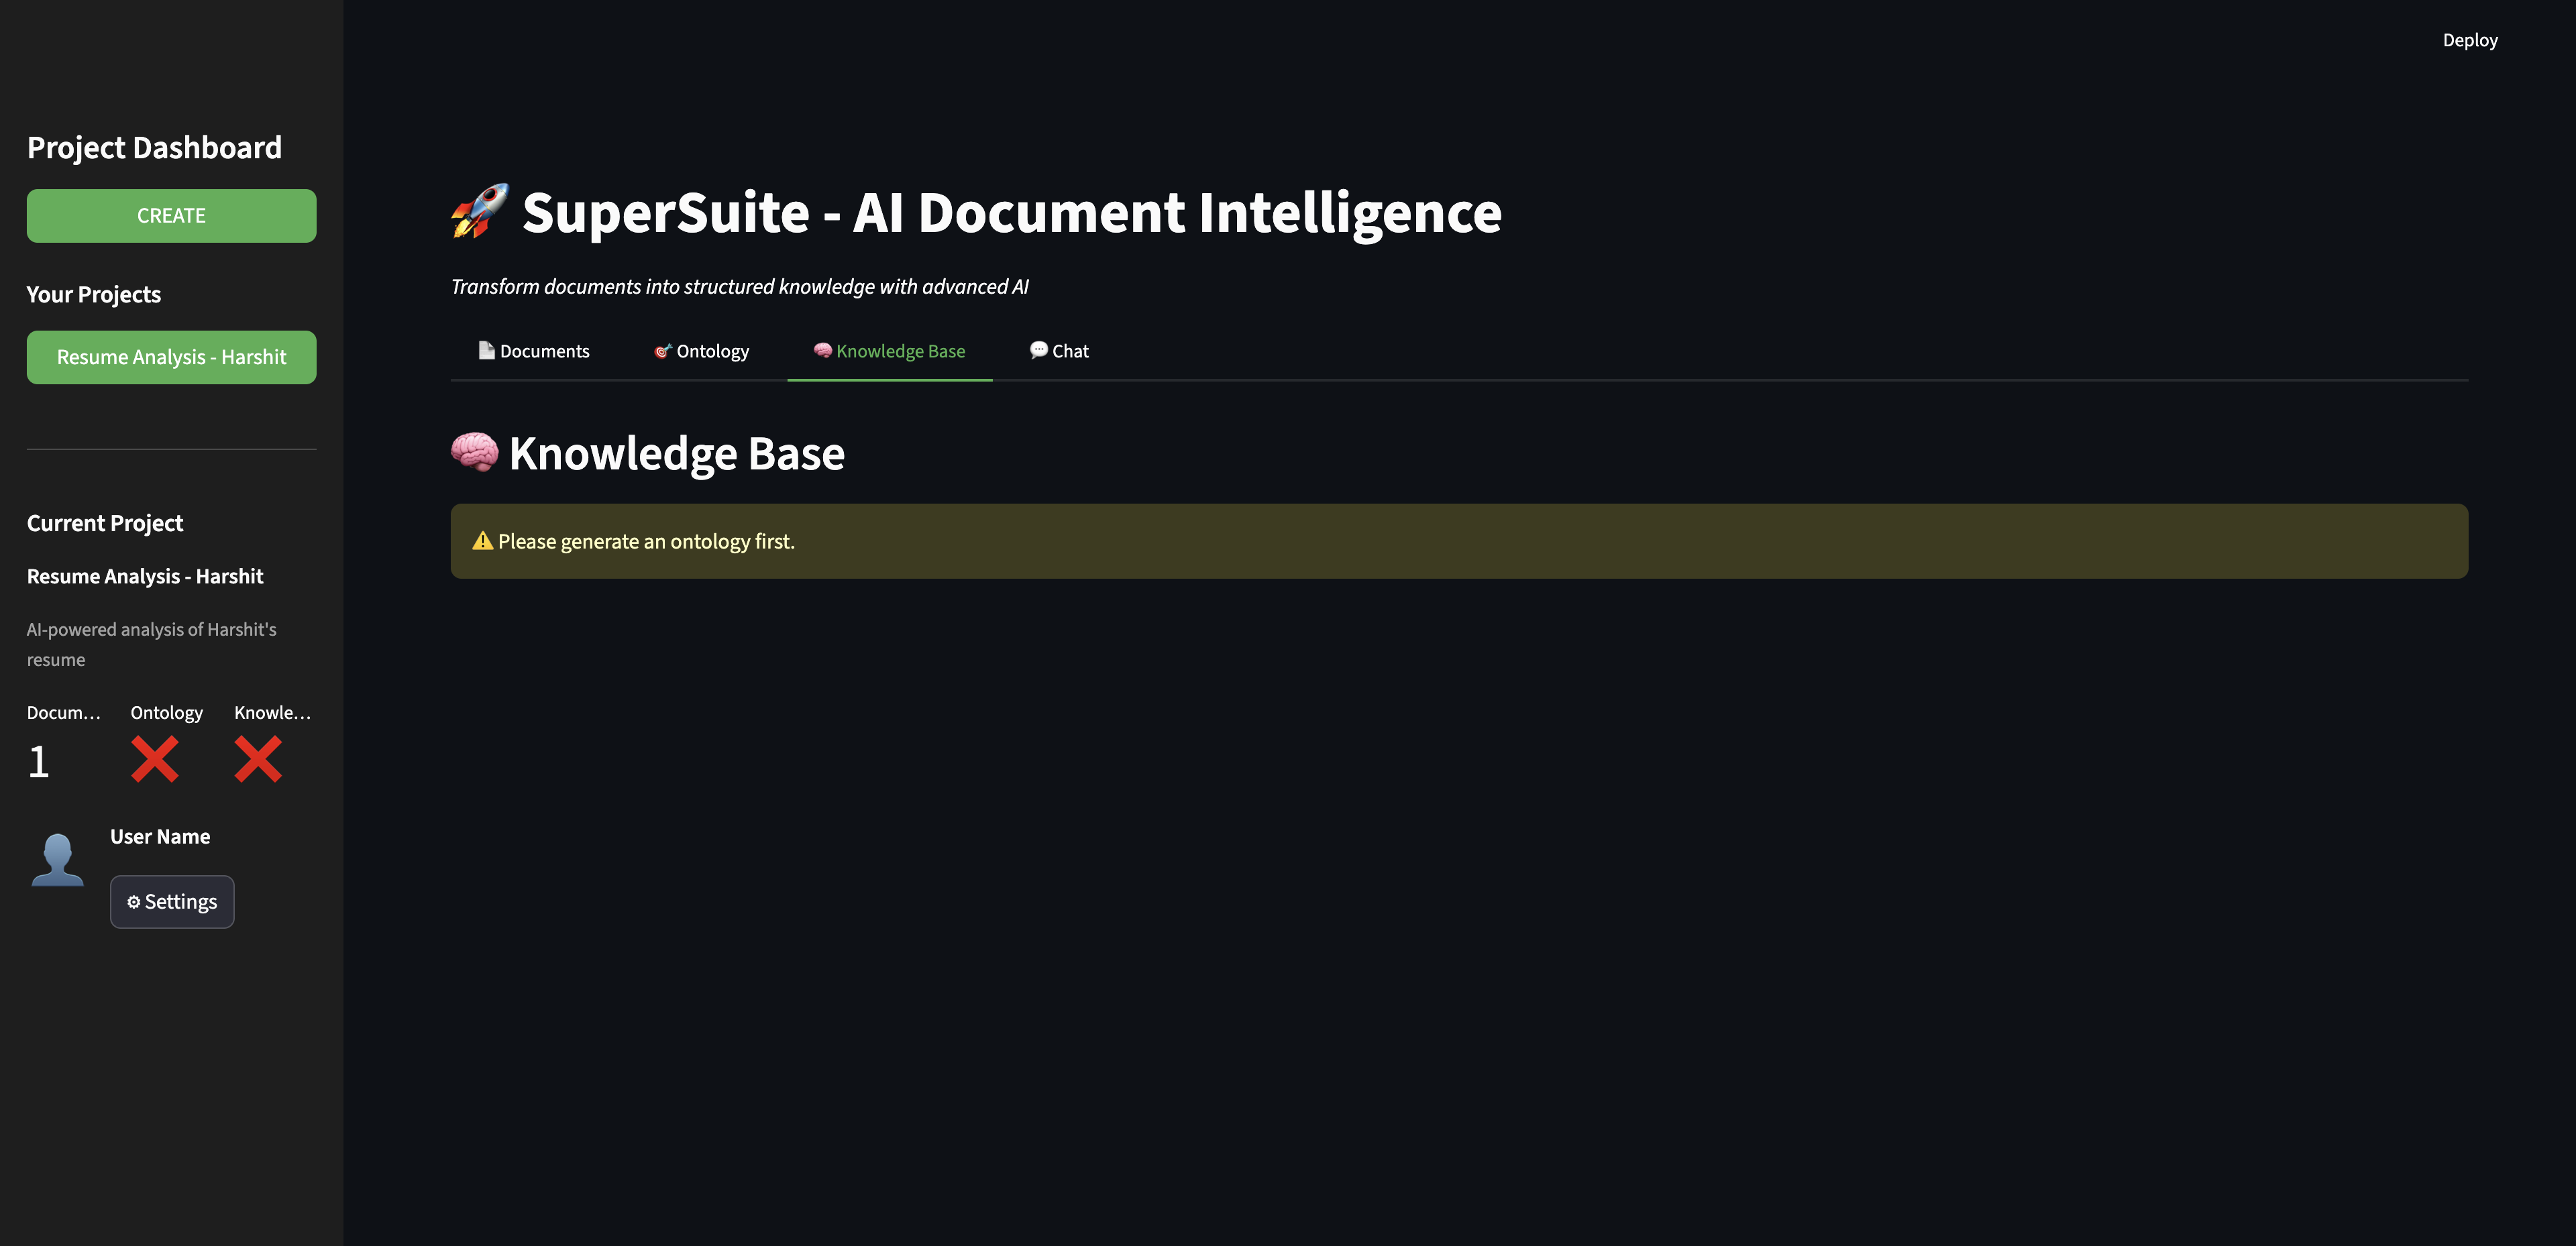 Deploy
Project Dashboard
CREATE
Your Projects
Resume Analysis - Harshit
Current Project
Resume Analysis - Harshit
AI-powered analysis of Harshit's
resume
Docum... Ontology Knowle...
1
User Name
Settings
SuperSuite - AI Document Intelligence
Transform documents into structured knowledge with advanced AI
Documents Ontology Knowledge Base Chat
Knowledge Base
Please generate an ontology first.